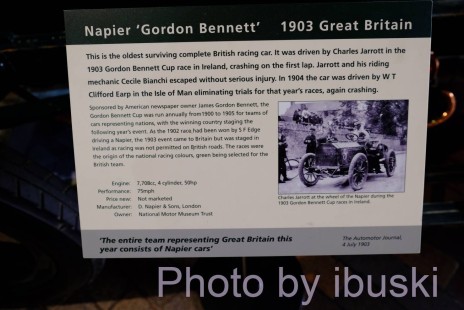 Napier 'Gordon Bennett' 1903 Great Britain
This is the oldest surviving complete British racing car. It was driven by Charles Jarrott in the
1903 Gordon Bennett Cup race in Ireland, crashing on the first lap. Jarrott and his riding
mechanic Cecile Bianchi escaped without serious injury. In 1904 the car was driven by W T
Clifford Earp in the Isle of Man eliminating trials for that year's races, again crashing.
Sponsored by American newspaper owner James Gordon Bennett, the
Gordon Bennett Cup was run annually from1900 to 1905 for teams of
cars representing nations, with the winning country staging the
following year's event. As the 1902 race had been won by S F Edge
driving a Napier, the 1903 event came to Britain but was staged in
Ireland as racing was not permitted on British roads. The races were
the origin of the national racing colours, green being selected for the
British team.
Engine: 7,708cc, 4 cylinder, 50hp
Performance: 75mph
Price new: Not marketed
Manufacturer: D. Napier & Sons, London
Owner: National Motor Museum Trust
Charles Jarrott at the wheel of the Napier during the
1903 Gordon Bennett Cup races in Ireland.
'The entire team representing Great Britain this
year consists of Napier cars'
The Automotor Journal,
4 July 1903
Photo by ibuski